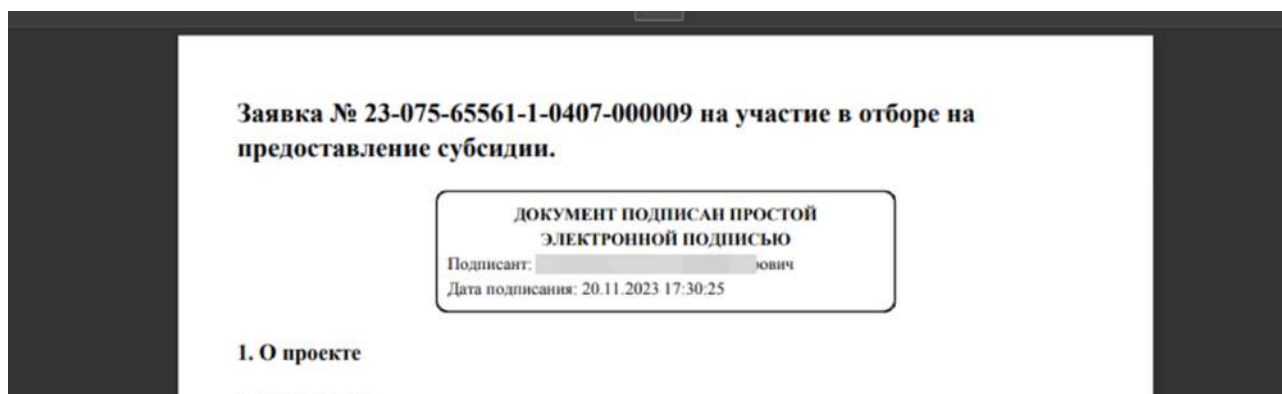 Заявка № 23-075-65561-1-0407-000009 на участие в отборе на
предоставление субсидии.
ДОКУМЕНТ ПОДПИСАН ПРОСТОЙ
ЭЛЕКТРОННОЙ ПОДПИСЬЮ
Подписант: рович
Дата подписания: 20.11.2023 17:30:25
1. О проекте